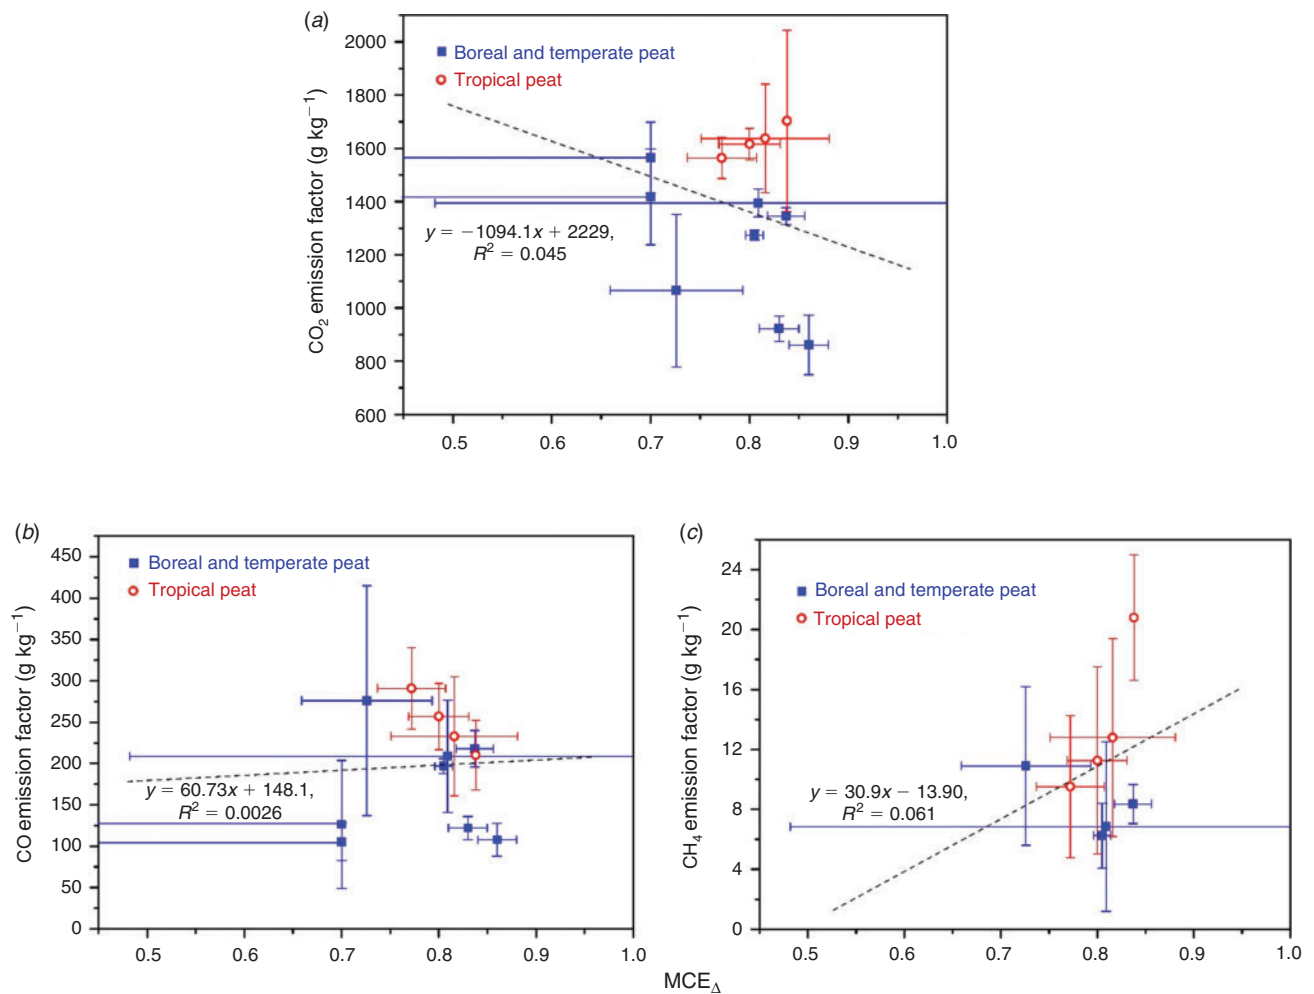 (a)
2000
1800
1600
1400
1200
1000
800
600
CO₂ emission factor (g kg⁻¹)
Boreal and temperate peat
Tropical peat
y = −1094.1x + 2229,
R² = 0.045
0.5 0.6 0.7 0.8 0.9 1.0
(b)
450
400
350
300
250
200
150
100
50
0
CO emission factor (g kg⁻¹)
Boreal and temperate peat
Tropical peat
y = 60.73x + 148.1,
R² = 0.0026
0.5 0.6 0.7 0.8 0.9 1.0
(c)
24
20
16
12
8
4
0
CH₄ emission factor (g kg⁻¹)
Boreal and temperate peat
Tropical peat
y = 30.9x − 13.90,
R² = 0.061
0.5 0.6 0.7 0.8 0.9 1.0
MCE_Δ